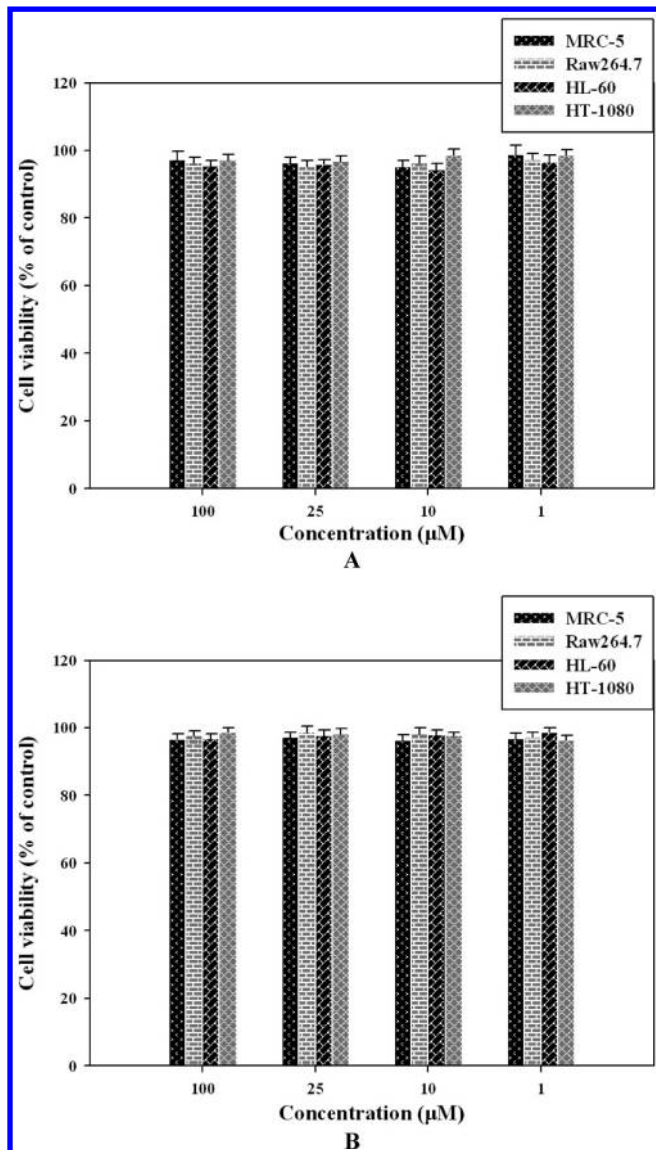 MRC-5
Raw264.7
HL-60
HT-1080
120
100
80
60
40
20
0
Cell viability (% of control)
100 25 10 1
Concentration (µM)
A
MRC-5
Raw264.7
HL-60
HT-1080
120
100
80
60
40
20
0
Cell viability (% of control)
100 25 10 1
Concentration (µM)
B